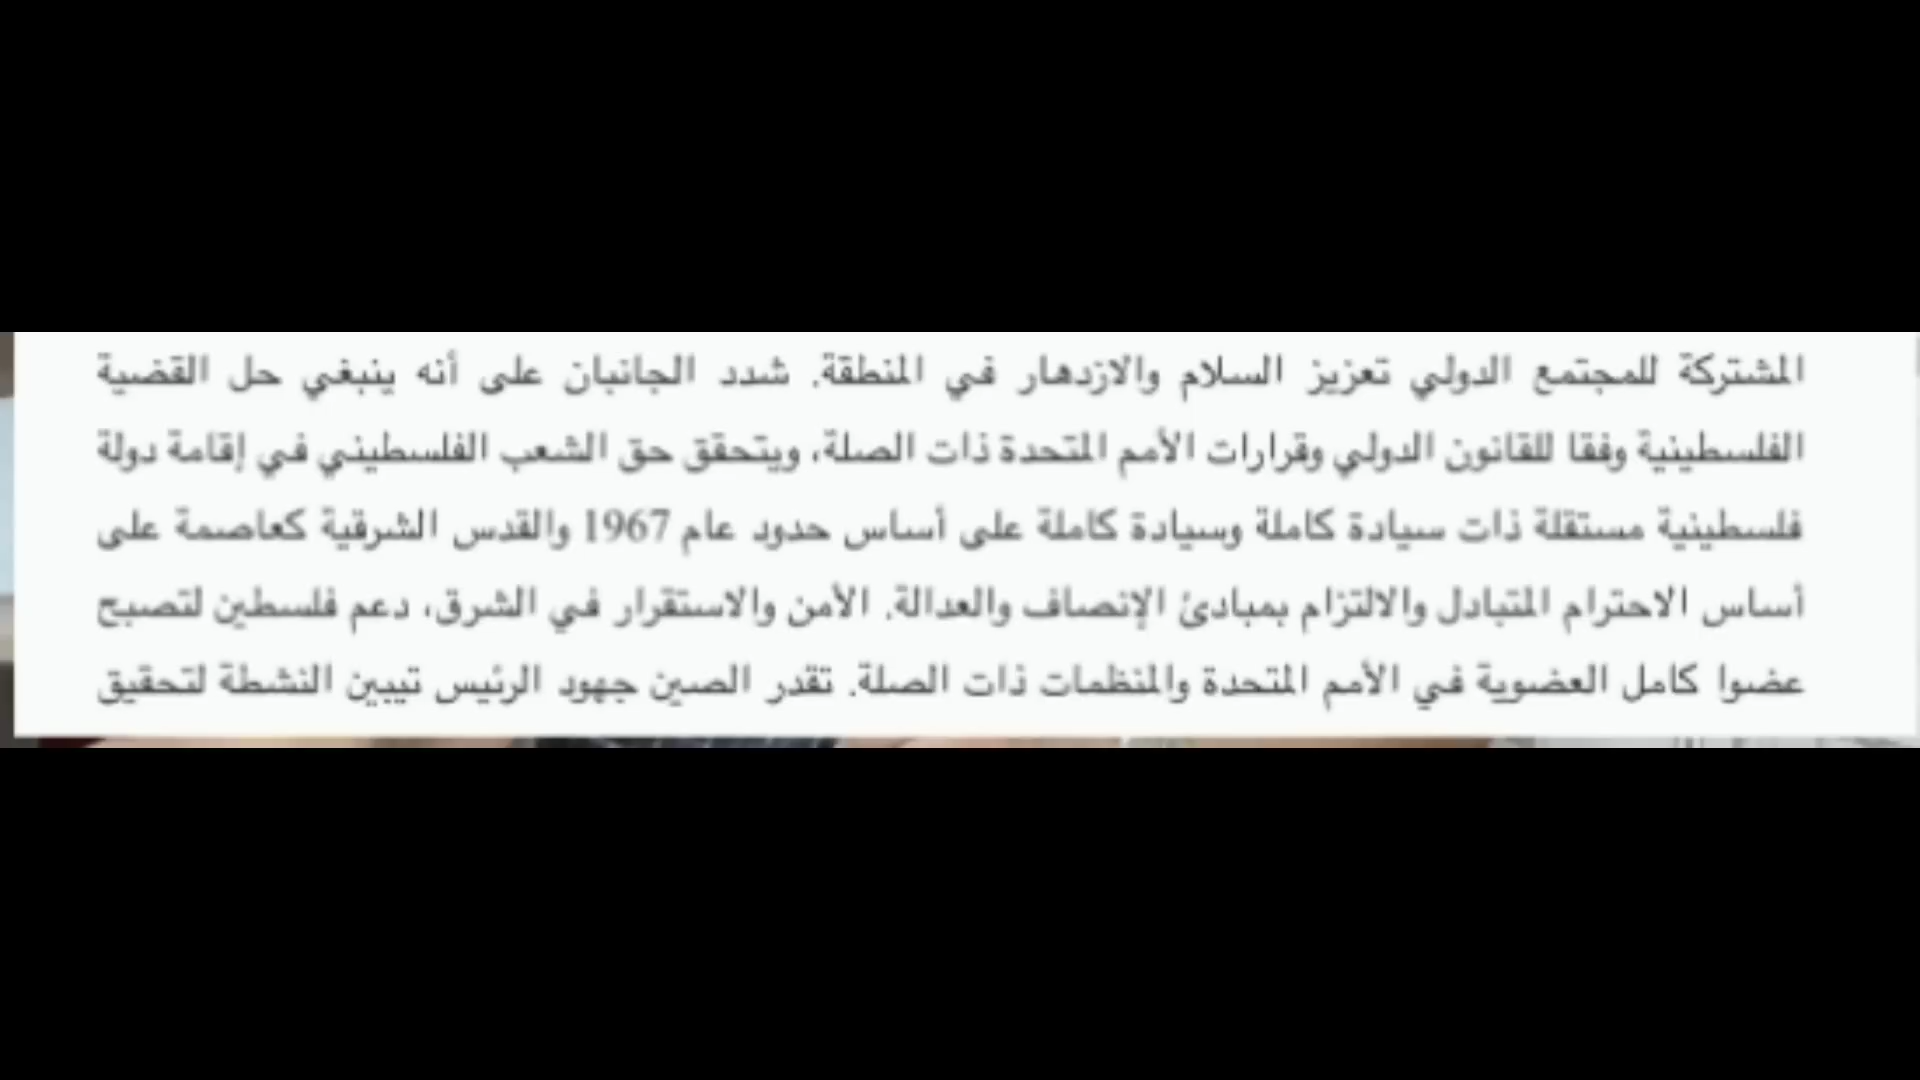 المشتركة للمجتمع الدولي تعزيز السلام والازدهار في المنطقة. شدد الجانبان على أنه ينبغي حل القضية
الفلسطينية وفقا للقانون الدولي وقرارات الأمم المتحدة ذات الصلة، ويتحقق حق الشعب الفلسطيني في إقامة دولة
فلسطينية مستقلة ذات سيادة كاملة وسيادة كاملة على أساس حدود عام 1967 والقدس الشرقية كعاصمة على
أساس الاحترام المتبادل والالتزام بمبادئ الإنصاف والعدالة. الأمن والاستقرار في الشرق، دعم فلسطين لتصبح
عضوا كامل العضوية في الأمم المتحدة والمنظمات ذات الصلة. تقدر الصين جهود الرئيس تيبين النشطة لتحقيق